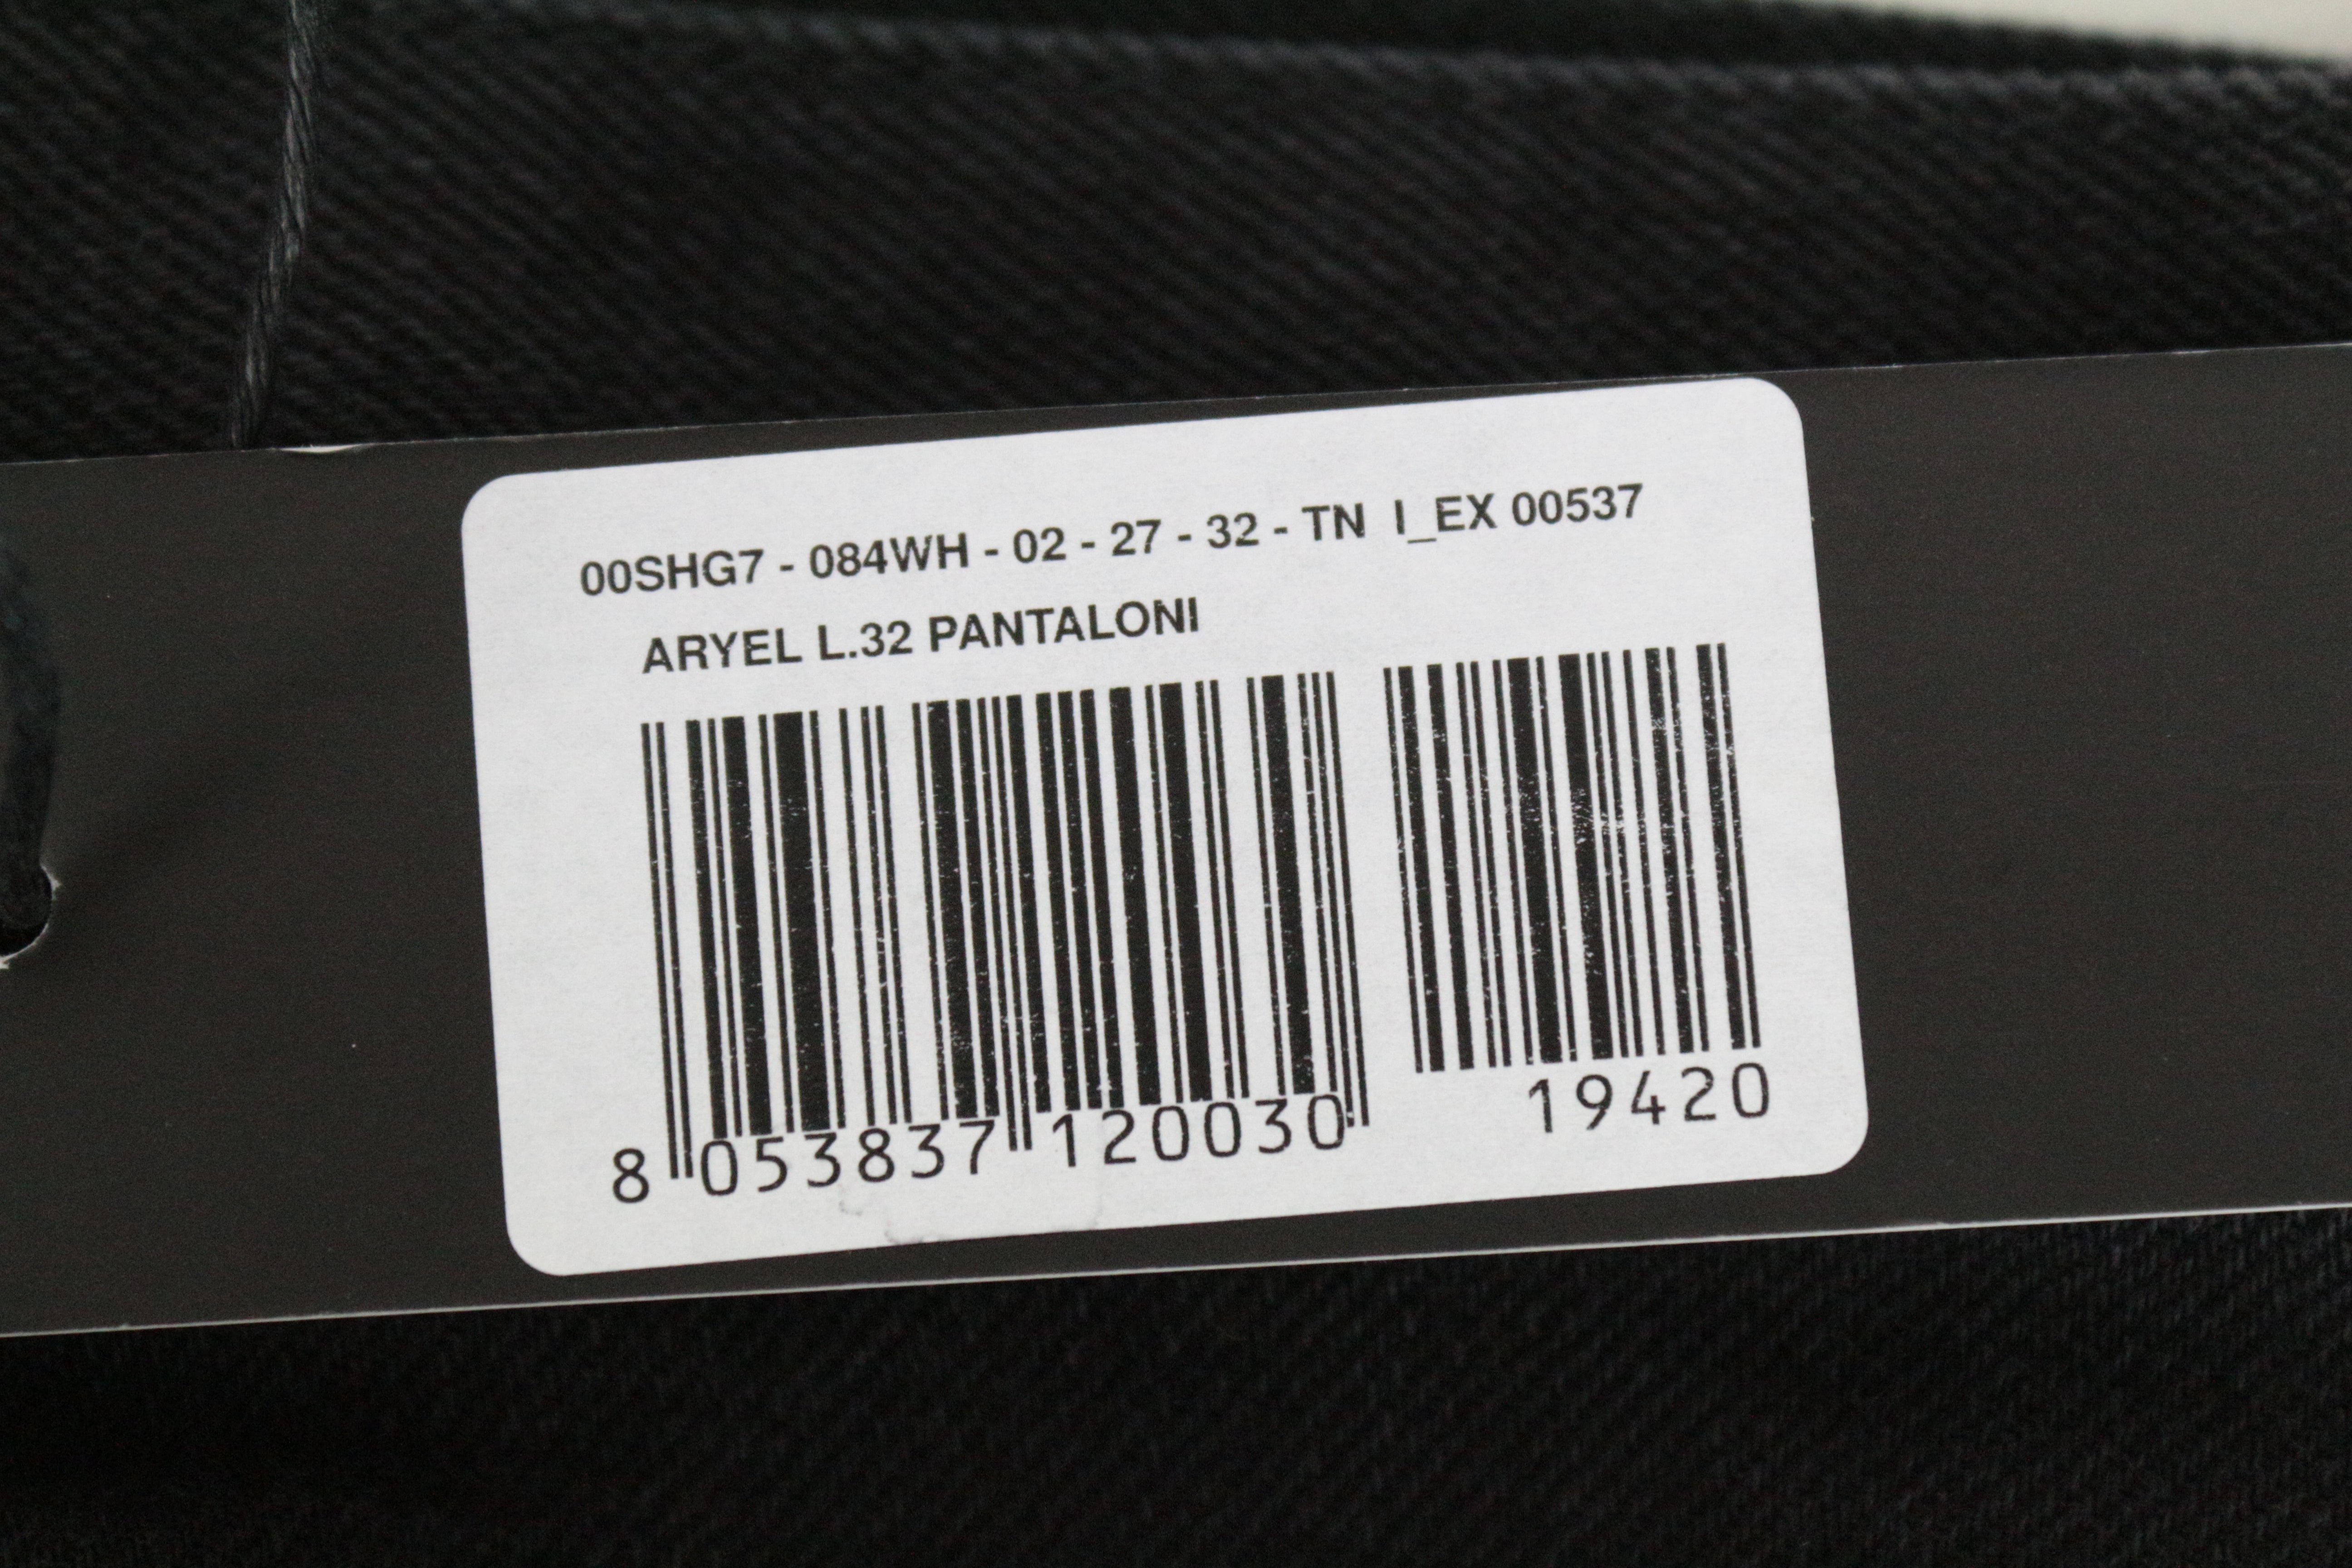 00SHG7 - 084WH - 02 - 27 - 32 - TN I_EX 00537
ARYEL L.32 PANTALONI
8 053837 120030 19420